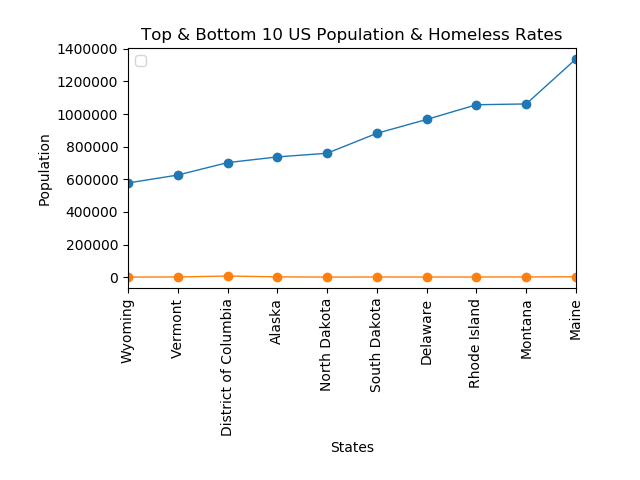 Top & Bottom 10 US Population & Homeless Rates
1400000
1200000
1000000
800000
600000
400000
200000
0
Population
Wyoming
Vermont
District of Columbia
Alaska
North Dakota
South Dakota
Delaware
Rhode Island
Montana
Maine
States